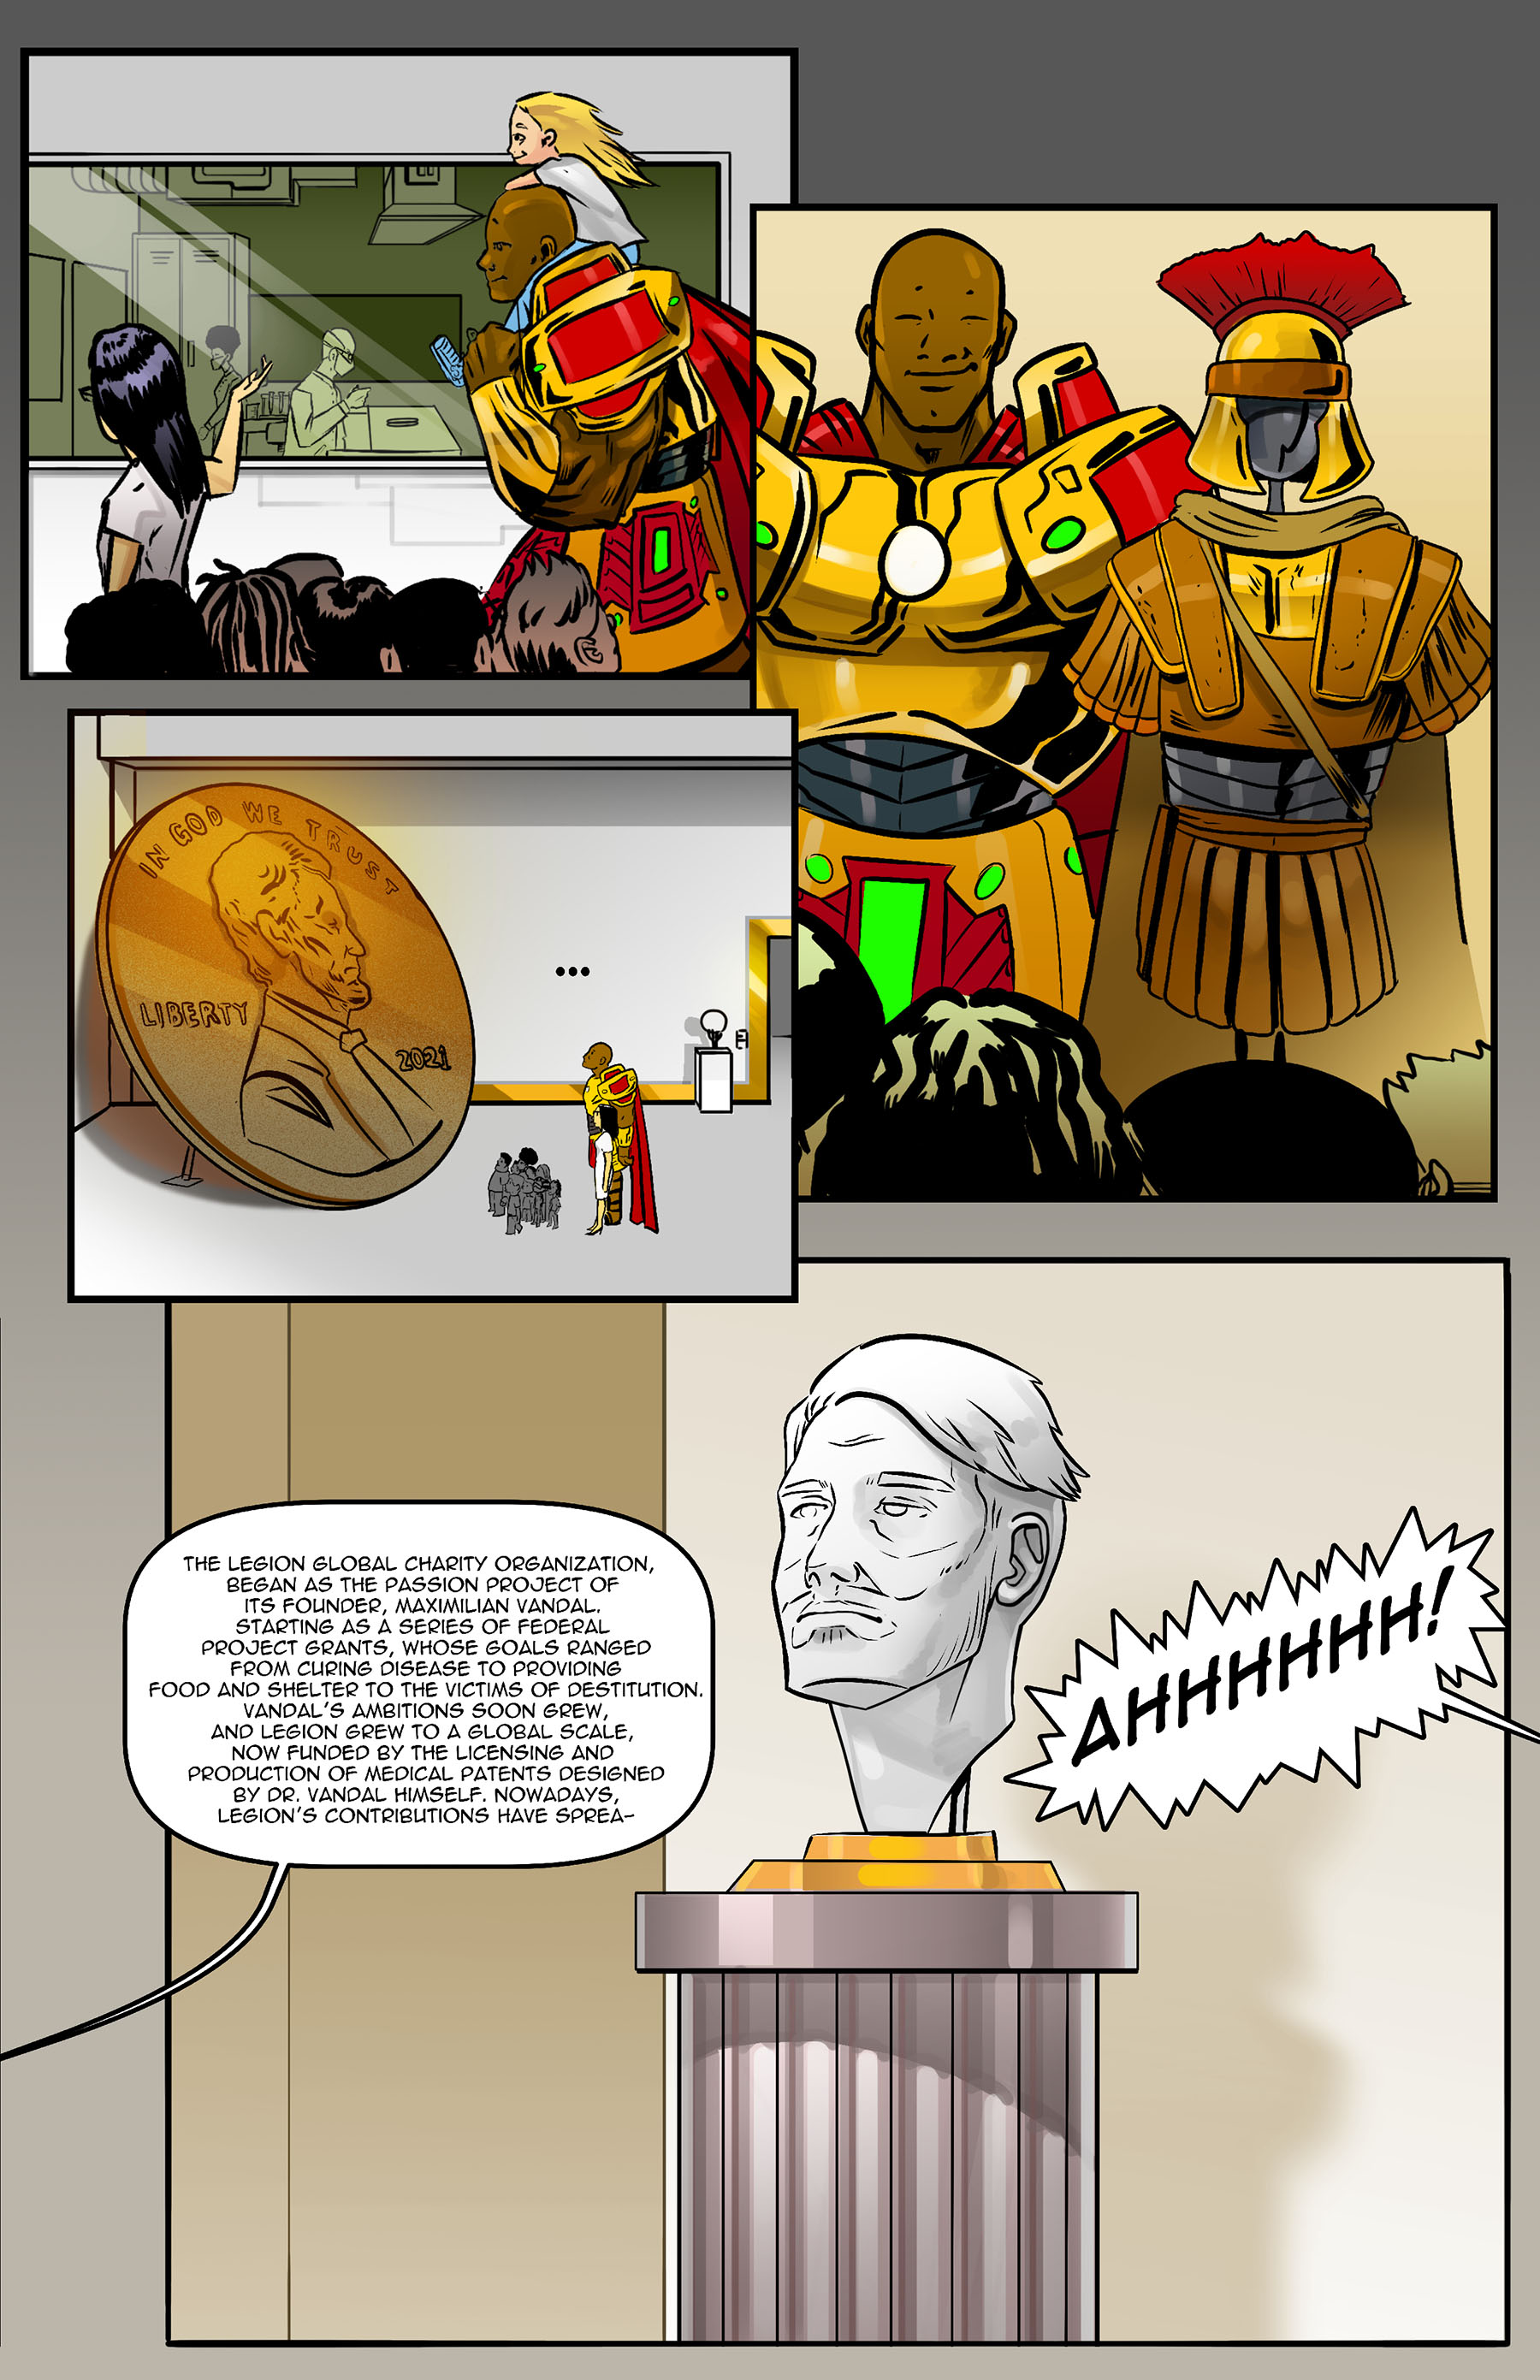 IN GOD WE TRUST
LIBERTY
2021
...
THE LEGION GLOBAL CHARITY ORGANIZATION,
BEGAN AS THE PASSION PROJECT OF
ITS FOUNDER, MAXIMILIAN VANDAL.
STARTING AS A SERIES OF FEDERAL
PROJECT GRANTS, WHOSE GOALS RANGED
FROM CURING DISEASE TO PROVIDING
FOOD AND SHELTER TO THE VICTIMS OF DESTITUTION.
VANDAL'S AMBITIONS SOON GREW,
AND LEGION GREW TO A GLOBAL SCALE,
NOW FUNDED BY THE LICENSING AND
PRODUCTION OF MEDICAL PATENTS DESIGNED
BY DR. VANDAL HIMSELF. NOWADAYS,
LEGION'S CONTRIBUTIONS HAVE SPREA-
AHHHHHHH!